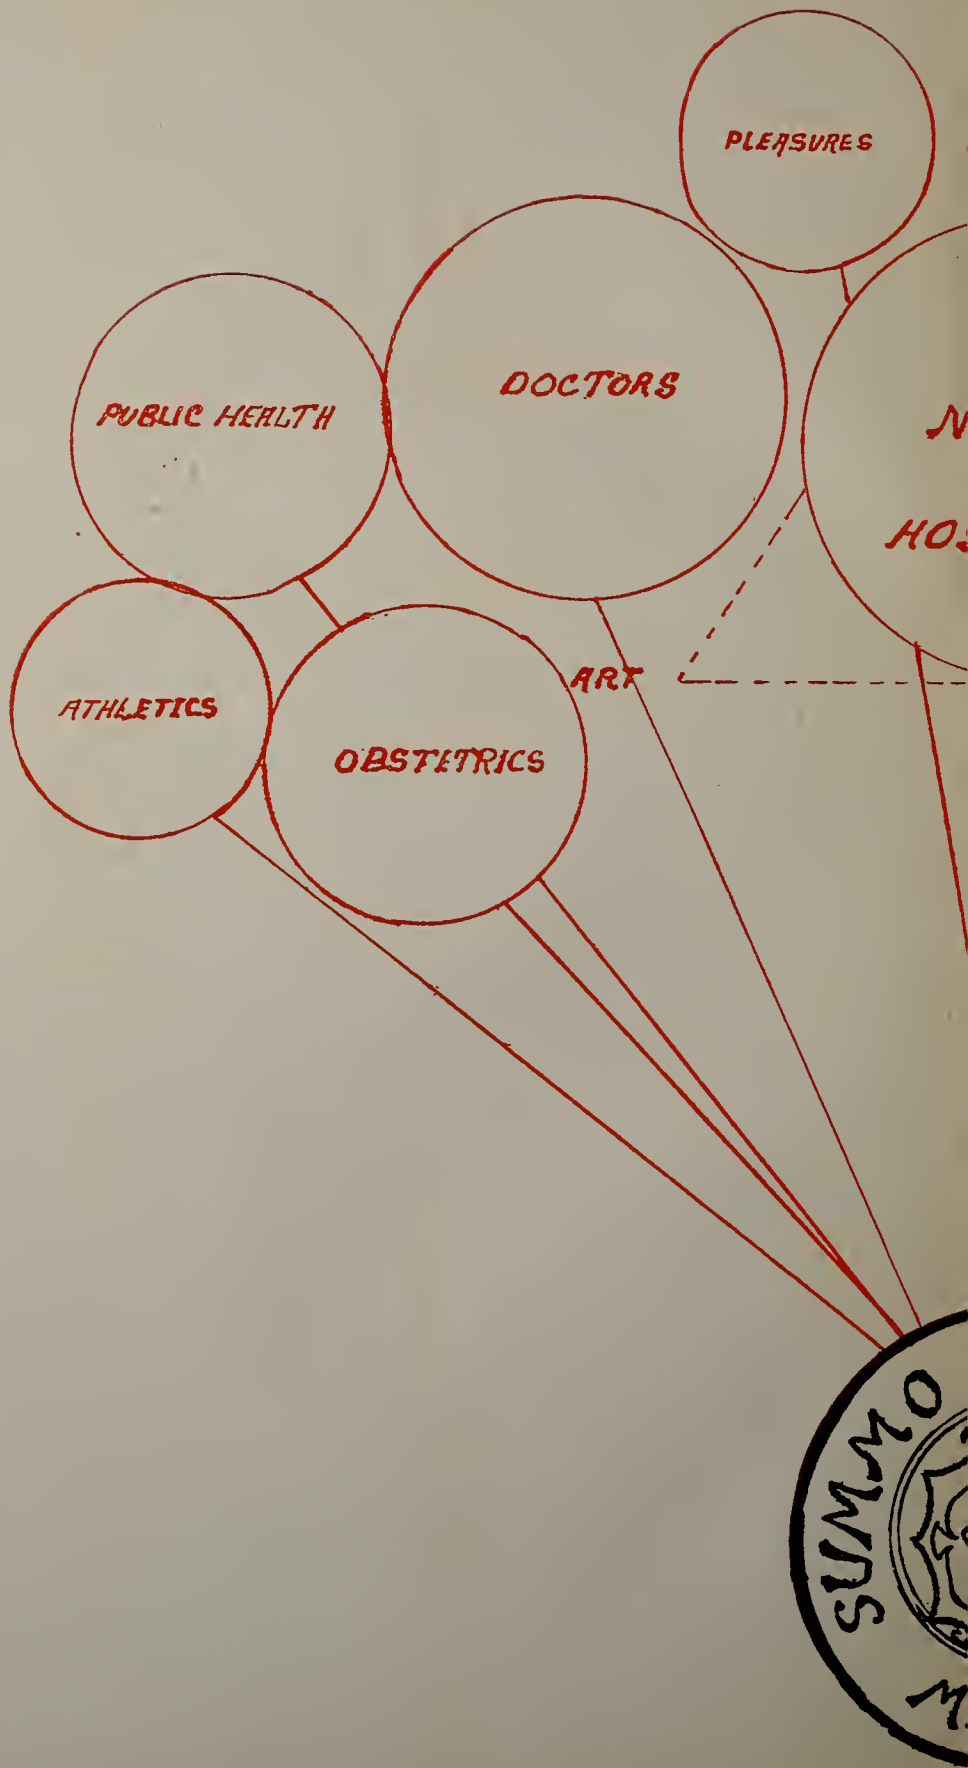 PLEASURES
DOCTORS
PUBLIC HEALTH
ART
ATHLETICS
OBSTETRICS
SUMMO